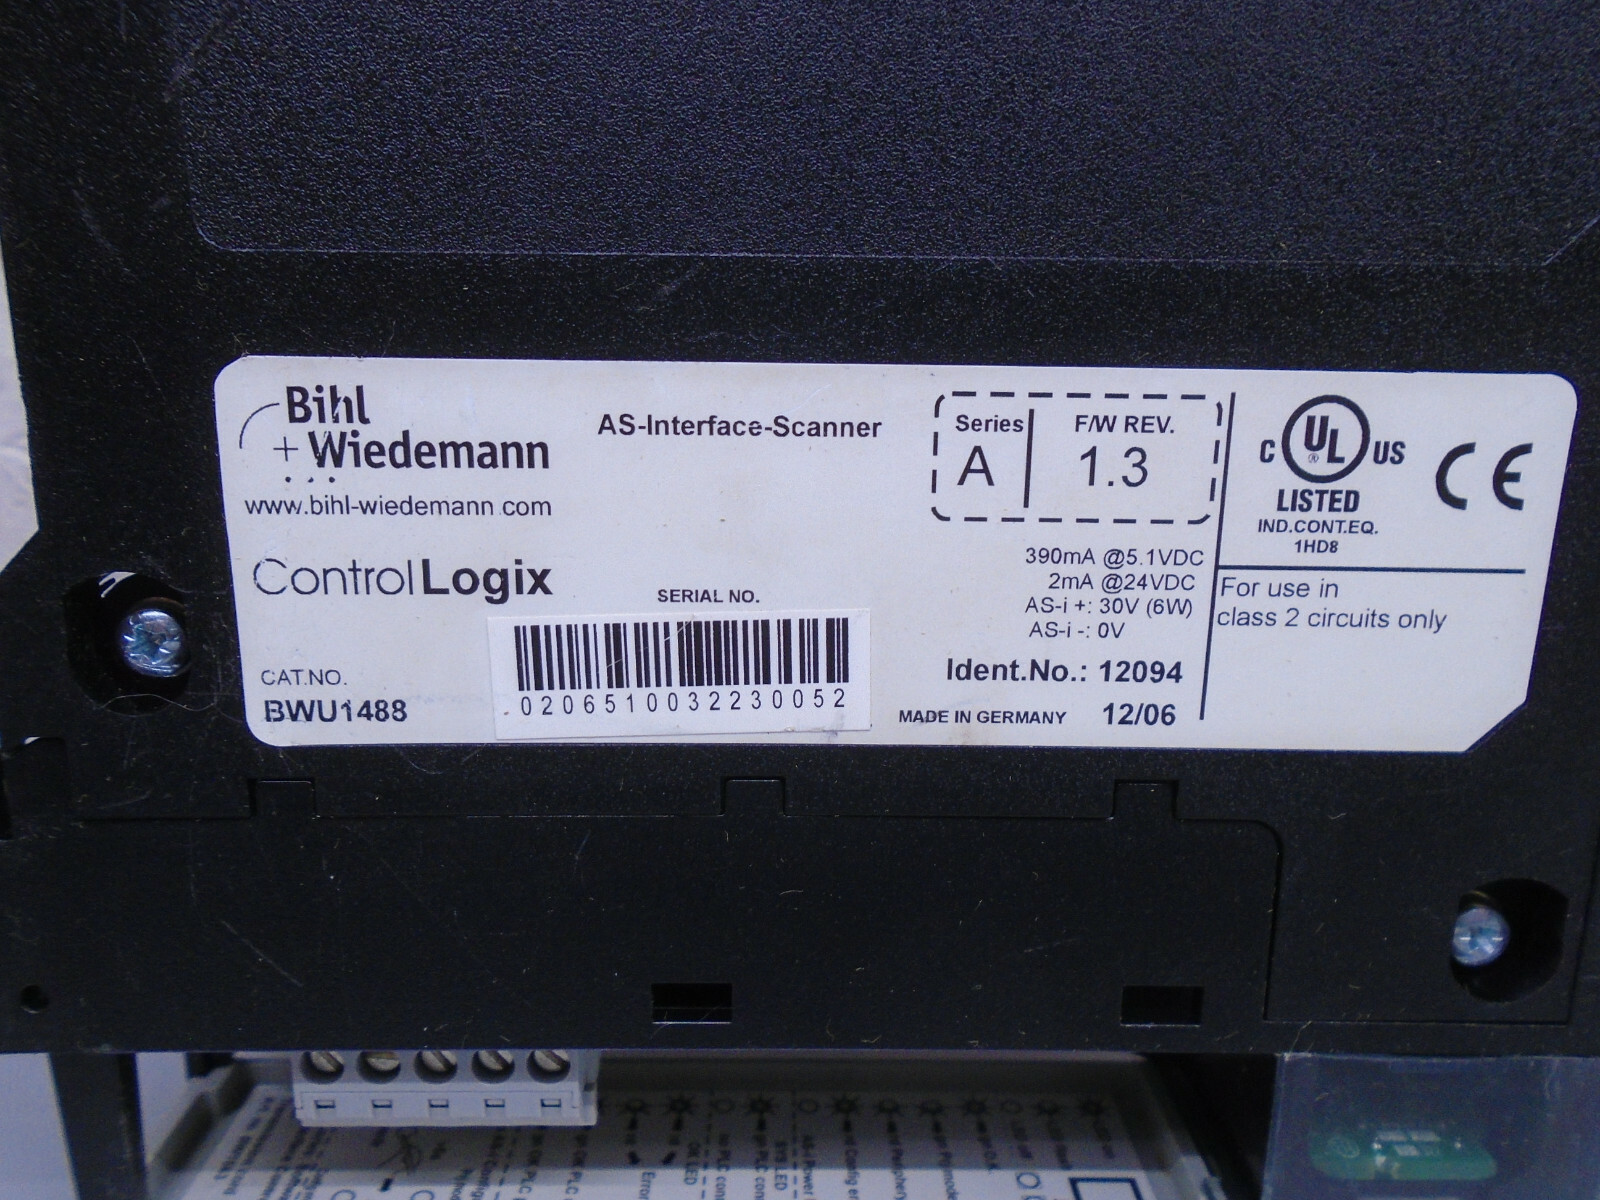 Bihl
+ Wiedemann
www.bihl-wiedemann.com
AS-Interface-Scanner
Series
A
F/W REV.
1.3
C UL US
®
LISTED
IND.CONT.EQ.
1HD8
CE
ControlLogix
SERIAL NO.
0206510032230052
CAT.NO.
BWU1488
390mA @5.1VDC
2mA @24VDC
AS-i +: 30V (6W)
AS-i -: 0V
Ident.No.: 12094
MADE IN GERMANY 12/06
For use in
class 2 circuits only